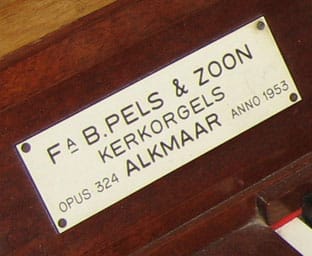 Fᴬ B.PELS & ZOON
KERKORGELS
OPUS 324 ALKMAAR ANNO 1953